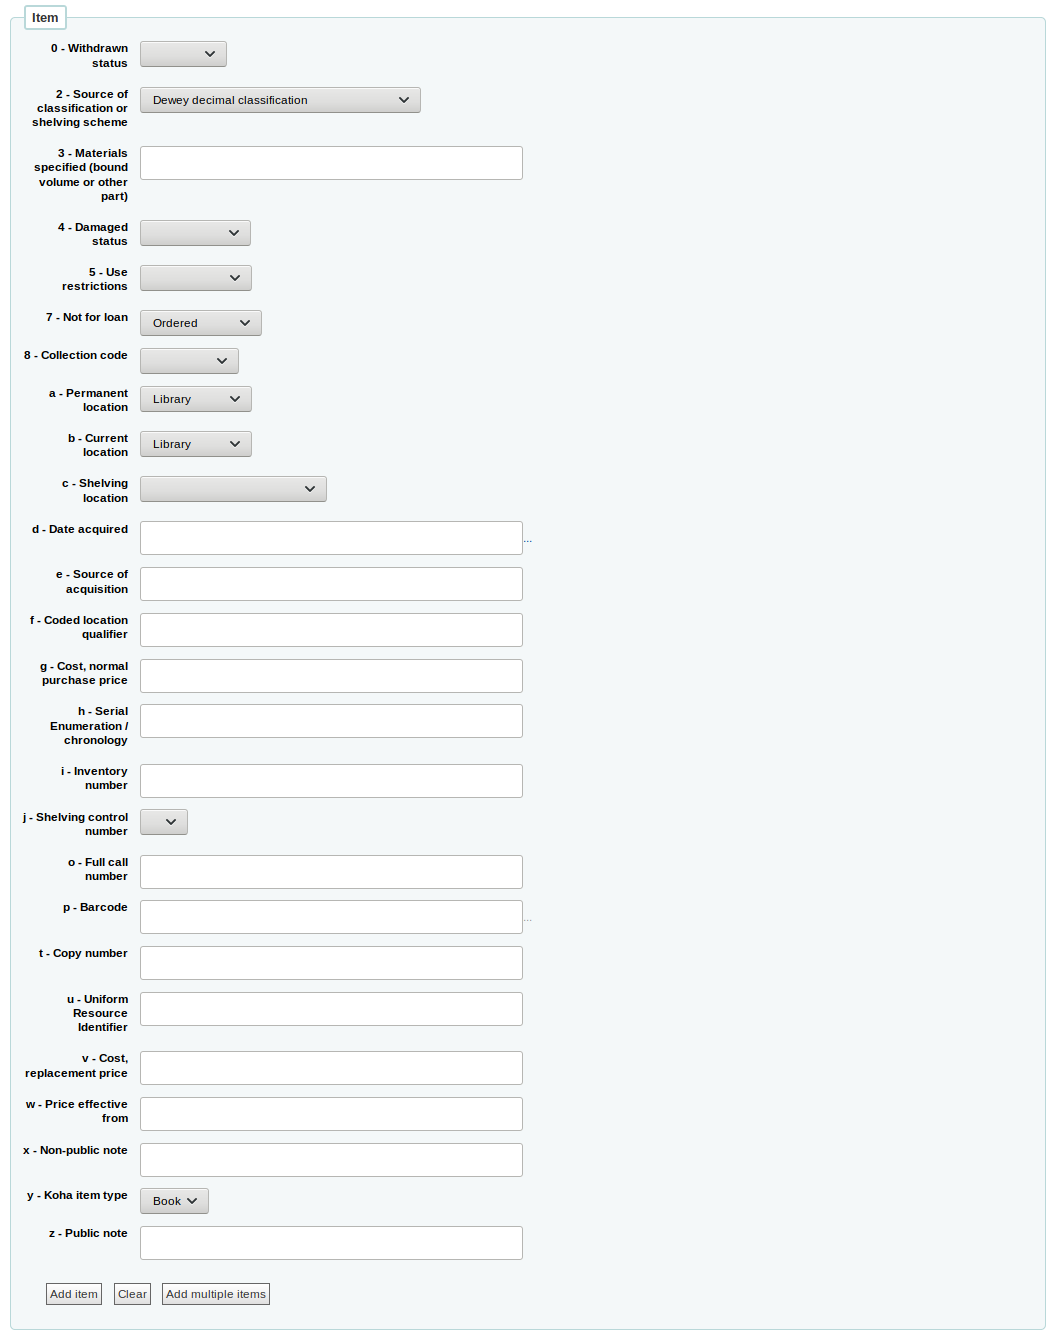 Item
0 - Withdrawn
status
2 - Source of
classification or
shelving scheme
Dewey decimal classification
3 - Materials
specified (bound
volume or other
part)
4 - Damaged
status
5 - Use
restrictions
7 - Not for loan
Ordered
8 - Collection code
a - Permanent
location
Library
b - Current
location
Library
c - Shelving
location
d - Date acquired
...
e - Source of
acquisition
f - Coded location
qualifier
g - Cost, normal
purchase price
h - Serial
Enumeration /
chronology
i - Inventory
number
j - Shelving control
number
o - Full call
number
p - Barcode
...
t - Copy number
u - Uniform
Resource
Identifier
v - Cost,
replacement price
w - Price effective
from
x - Non-public note
y - Koha item type
Book
z - Public note
Add item Clear Add multiple items